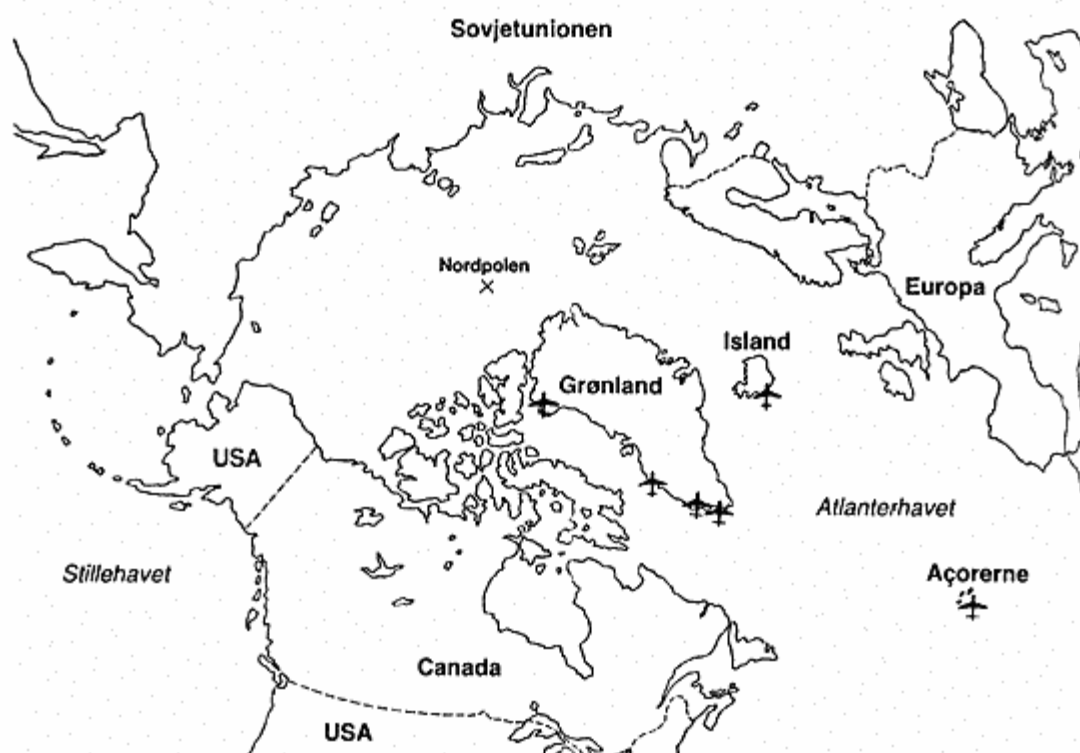 Sovjetunionen
Nordpolen
Europa
Island
Grønland
USA
Atlanterhavet
Stillehavet
Açorerne
Canada
USA